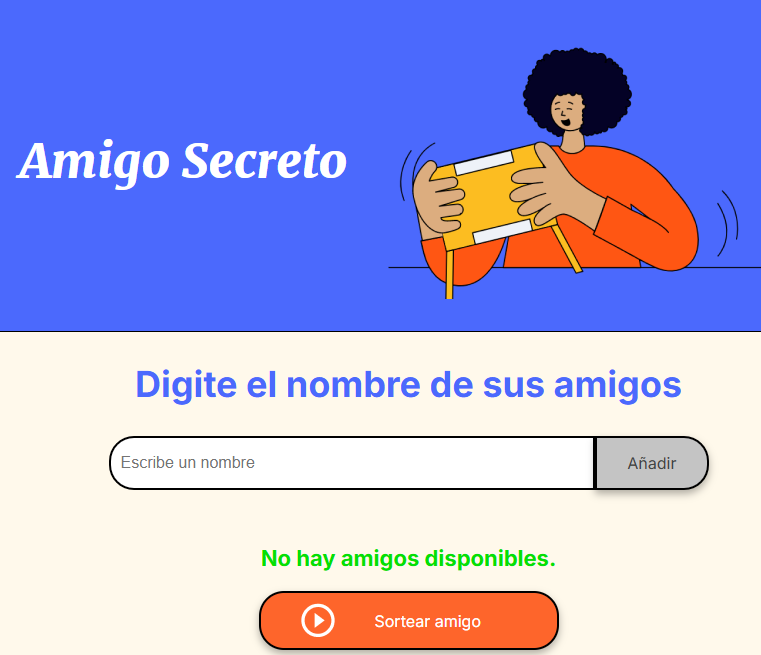 Amigo Secreto
Digite el nombre de sus amigos
Escribe un nombre
Añadir
No hay amigos disponibles.
Sortear amigo